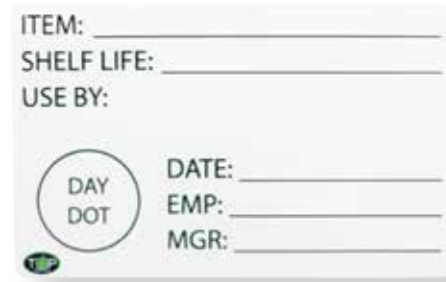 ITEM:
SHELF LIFE:
USE BY:
DAY
DOT
DATE:
EMP:
MGR: